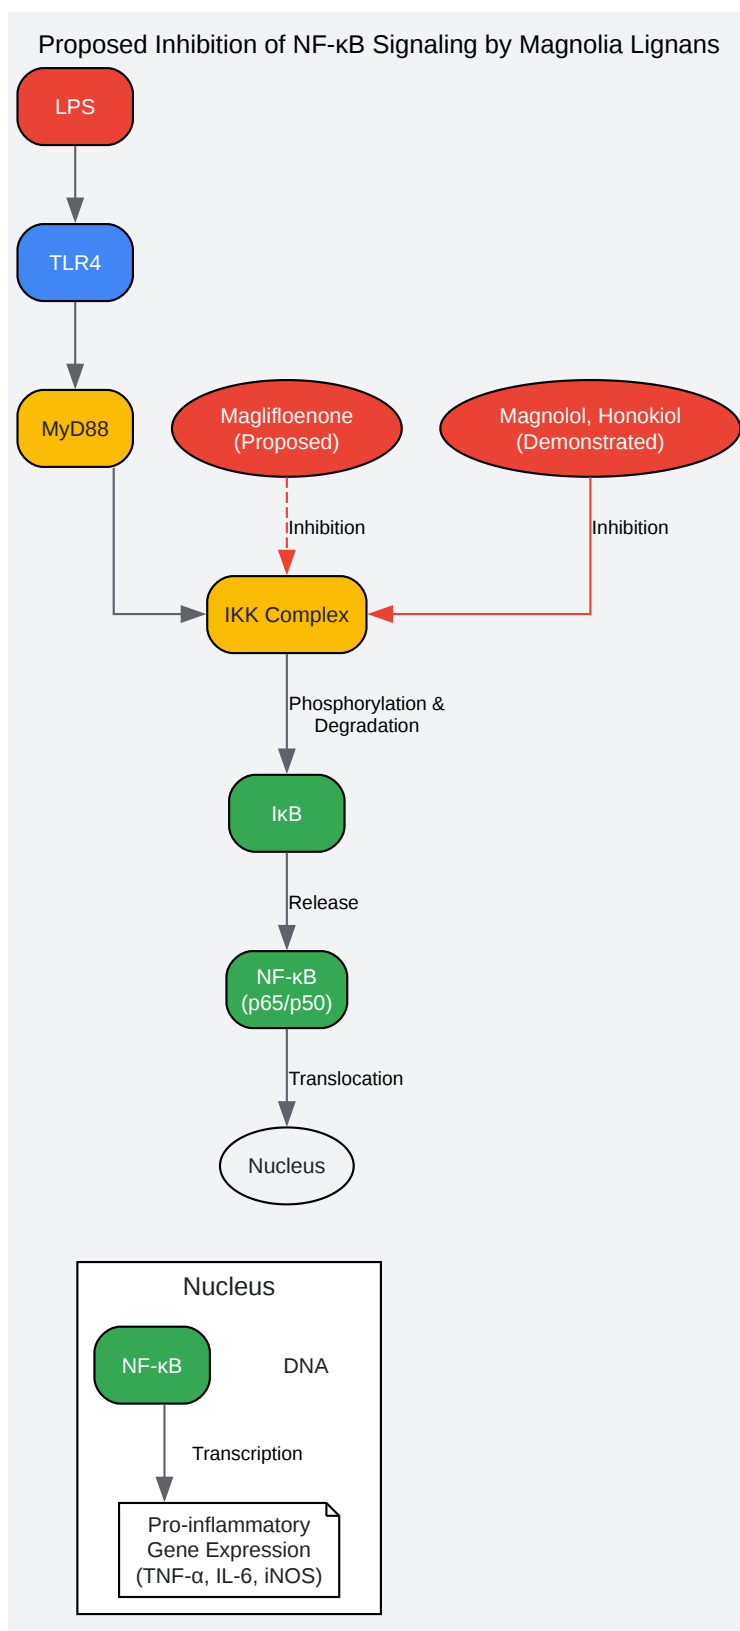 Proposed Inhibition of NF-κB Signaling by Magnolia Lignans
LPS
TLR4
MyD88
Maglifloenone
(Proposed)
Magnolol, Honokiol
(Demonstrated)
Inhibition
Inhibition
IKK Complex
Phosphorylation &
Degradation
IκB
Release
NF-κB
(p65/p50)
Translocation
Nucleus
Nucleus
NF-κB
DNA
Transcription
Pro-inflammatory
Gene Expression
(TNF-α, IL-6, iNOS)